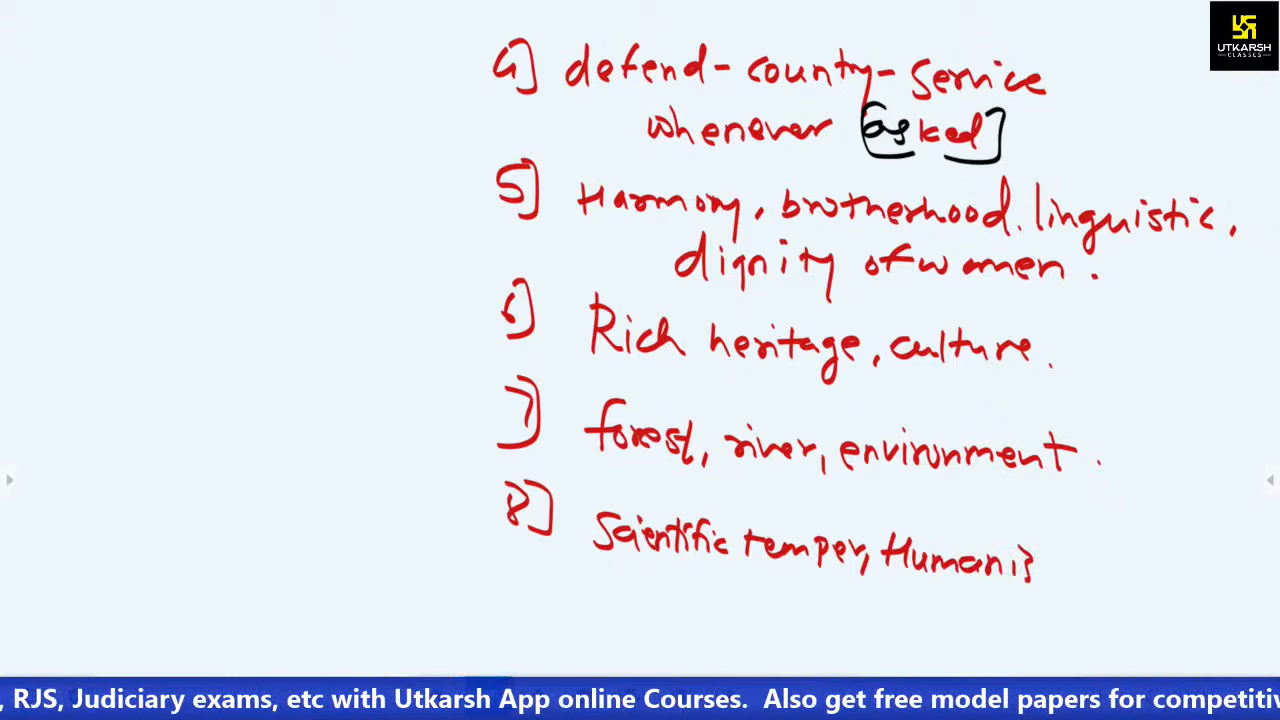 UTKARSH
CLASSES
4] defend-county-service
whenever [asked]
5] Harmony, brotherhood. linguistic,
dignity of women.
6] Rich heritage, culture.
7] forest, river, environment.
8] Scientific temper, Humanis
, RJS, Judiciary exams, etc with Utkarsh App online Courses. Also get free model papers for competitiv